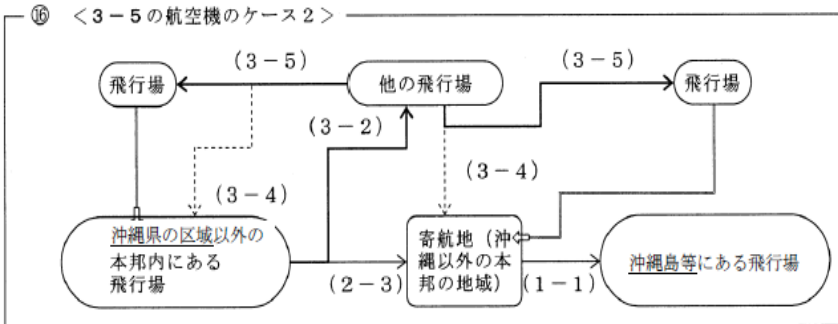 ⑯ <3-5の航空機のケース2>
(3-5)
(3-5)
飛行場
他の飛行場
飛行場
(3-2)
(3-4)
(3-4)
沖縄県の区域以外の
本邦内にある
飛行場
寄航地(沖
縄以外の本
邦の地域)
沖縄島等にある飛行場
(2-3)
(1-1)